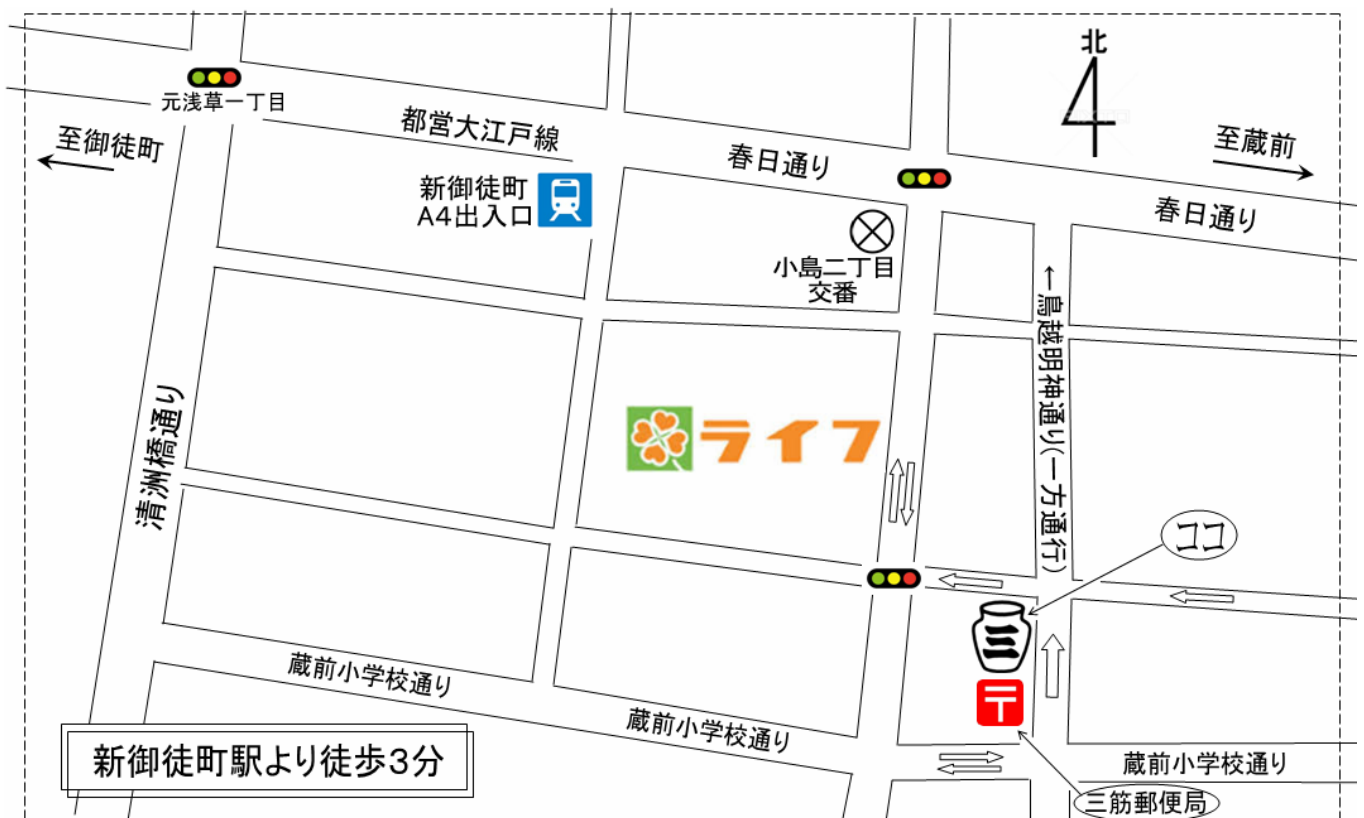 北
元浅草一丁目
都営大江戸線
至御徒町
春日通り
至蔵前
新御徒町
A4出入口
春日通り
小島二丁目
交番
←鳥越明神通り(一方通行)
清洲橋通り
ライフ
ココ
三
〒
蔵前小学校通り
蔵前小学校通り
蔵前小学校通り
新御徒町駅より徒歩3分
三筋郵便局